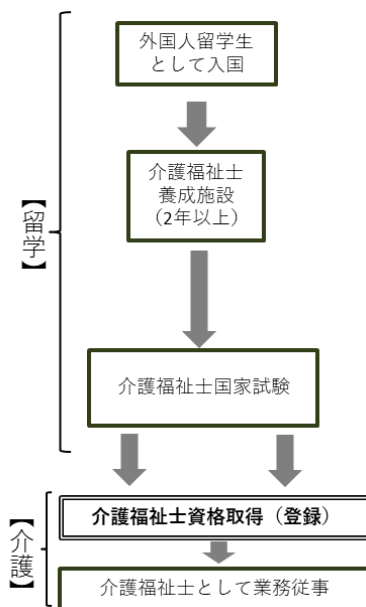 外国人留学生
として入国
介護福祉士
養成施設
（2年以上）
【留学】
介護福祉士国家試験
介護福祉士資格取得（登録）
【介護】
介護福祉士として業務従事